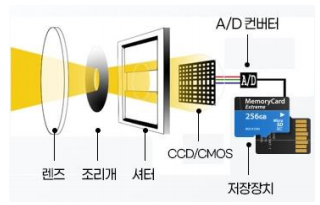 A/D 컨버터
A/D
MemoryCard
Extreme
256GB
렌즈
조리개
셔터
CCD/CMOS
저장장치